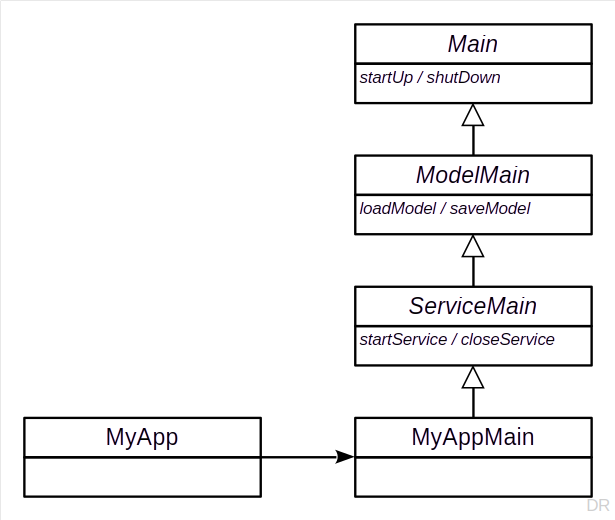 Main
startUp / shutDown
ModelMain
loadModel / saveModel
ServiceMain
startService / closeService
MyApp
MyAppMain
DR